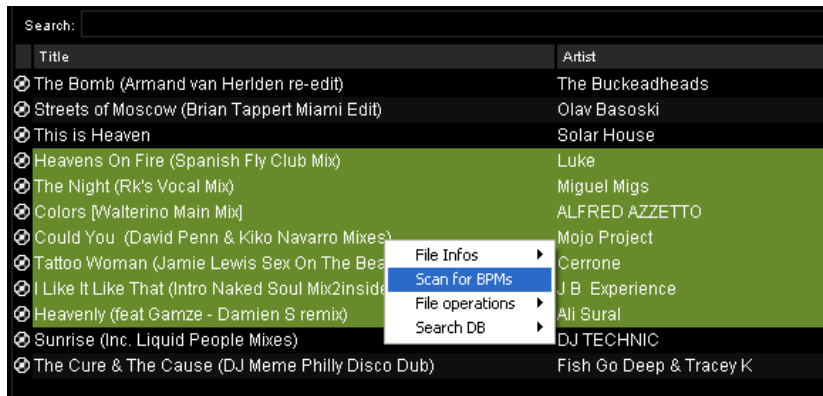 Search:
Title Artist
The Bomb (Armand van Herlden re-edit) The Buckeadheads
Streets of Moscow (Brian Tappert Miami Edit) Olav Basoski
This is Heaven Solar House
Heavens On Fire (Spanish Fly Club Mix) Luke
The Night (Rk's Vocal Mix) Miguel Migs
Colors [Walterino Main Mix] ALFRED AZZETTO
Could You (David Penn & Kiko Navarro Mixes) Mojo Project
File Infos
Tattoo Woman (Jamie Lewis Sex On The Bea Cerrone
Scan for BPMs
I Like It Like That (Intro Naked Soul Mix2inside J B Experience
File operations
Heavenly (feat Gamze - Damien S remix) Ali Sural
Search DB
Sunrise (Inc. Liquid People Mixes) DJ TECHNIC
The Cure & The Cause (DJ Meme Philly Disco Dub) Fish Go Deep & Tracey K